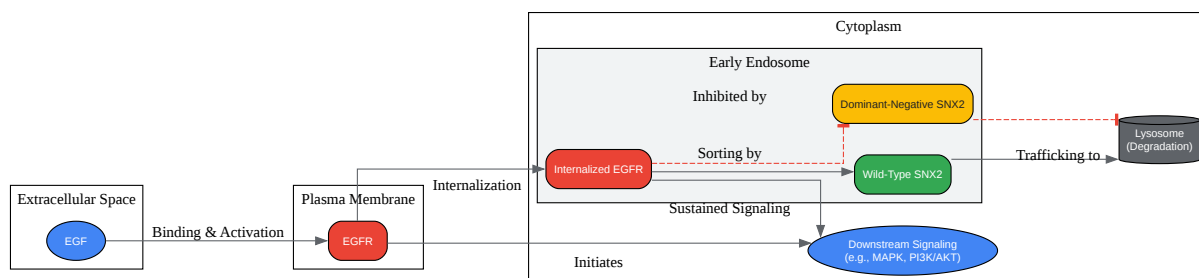 Cytoplasm
Early Endosome
Inhibited by
Dominant-Negative SNX2
Lysosome
(Degradation)
Sorting by
Trafficking to
Internalized EGFR
Wild-Type SNX2
Internalization
Extracellular Space
Plasma Membrane
Sustained Signaling
EGF
Binding & Activation
EGFR
Downstream Signaling
(e.g., MAPK, PI3K/AKT)
Initiates